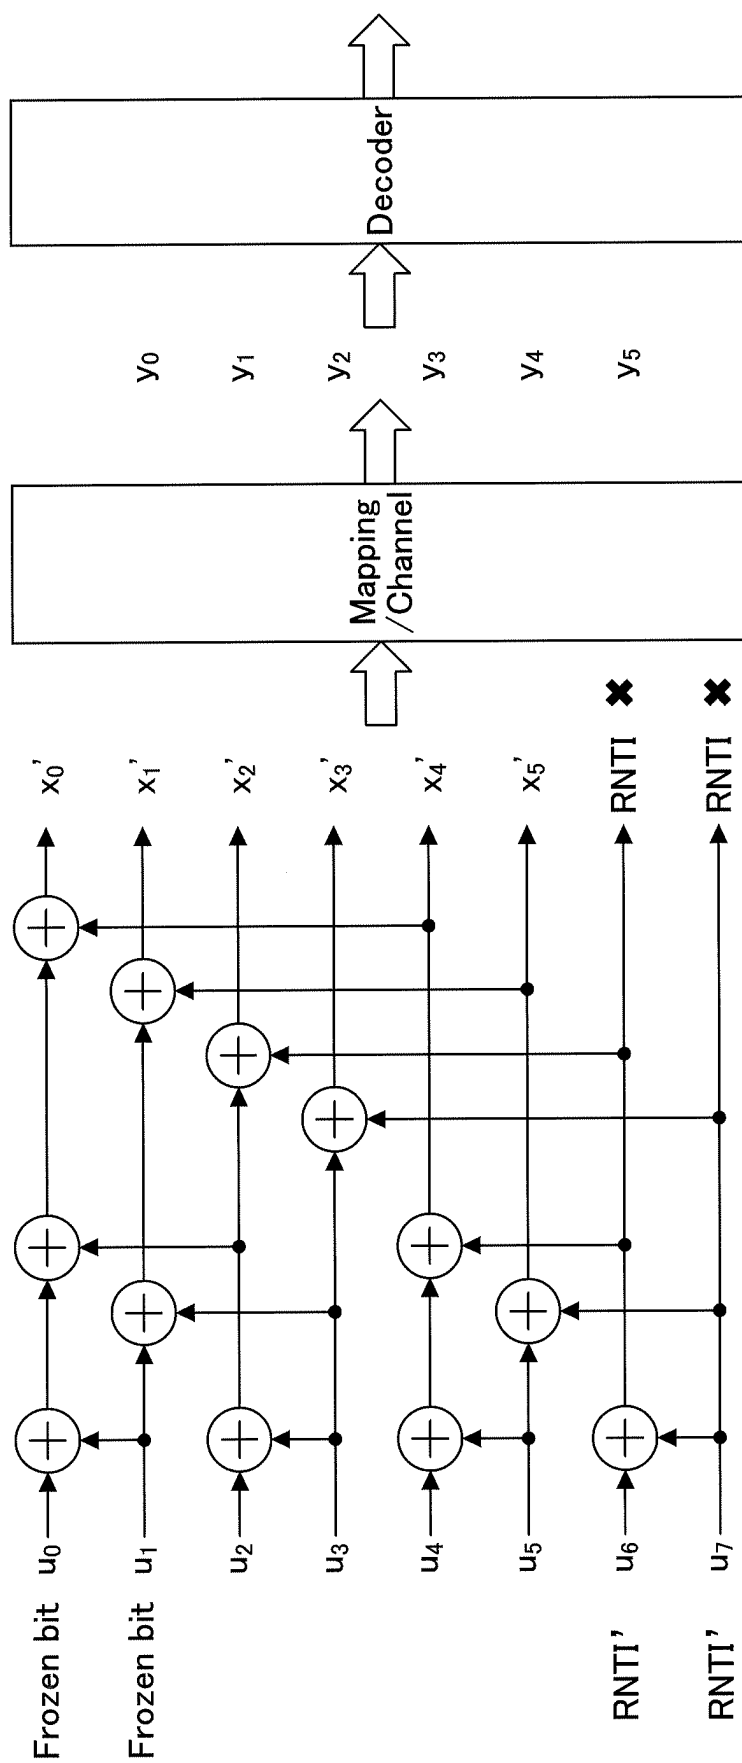 Frozen bit u0
Frozen bit u1
u2
u3
u4
u5
RNTI' u6
RNTI' u7
x0'
x1'
x2'
x3'
x4'
x5'
RNTI ✖
RNTI ✖
Mapping
/Channel
y0
y1
y2
y3
y4
y5
Decoder